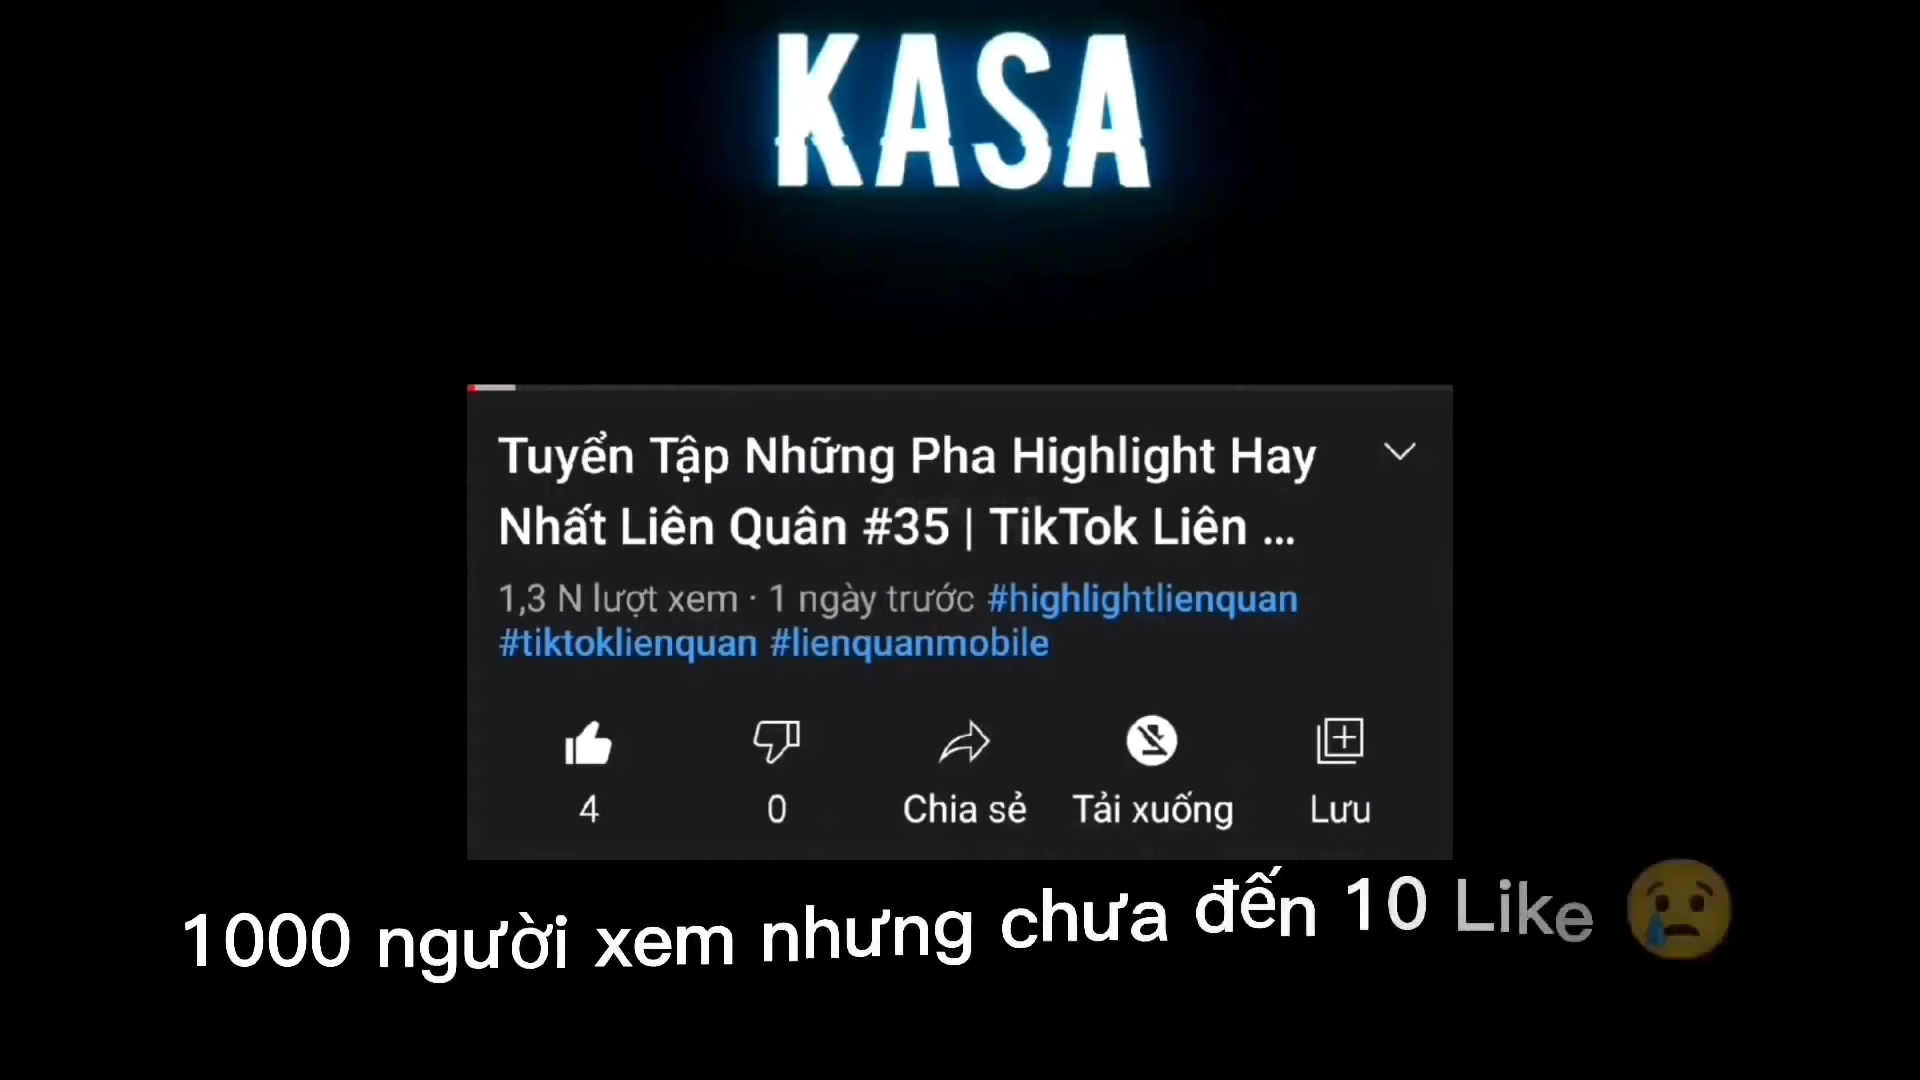 KASA
Tuyển Tập Những Pha Highlight Hay
Nhất Liên Quân #35 | TikTok Liên ...
1,3 N lượt xem · 1 ngày trước #highlightlienquan
#tiktoklienquan #lienquanmobile
4
0
Chia sẻ
Tải xuống
Lưu
1000 người xem nhưng chưa đến 10 Like 😢